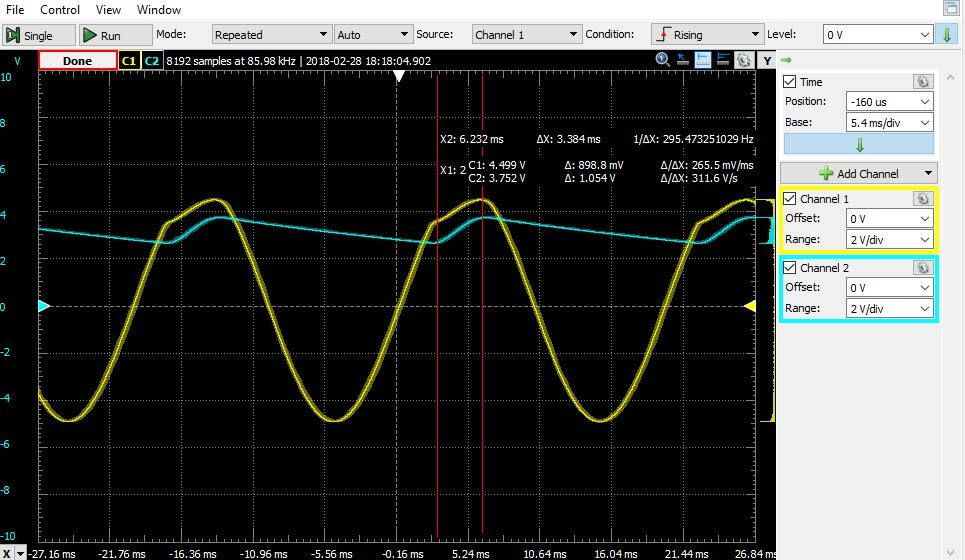 File Control View Window
Single Run Mode: Repeated Auto Source: Channel 1 Condition: Rising Level: 0 V
V Done C1 C2 8192 samples at 85.98 kHz | 2018-02-28 18:18:04.902 Y
10
8
6
4
2
0
-2
-4
-6
-8
-10
X2: 6.232 ms ΔX: 3.384 ms 1/ΔX: 295.473251029 Hz
X1: 2
C1: 4.499 V Δ: 898.8 mV Δ/ΔX: 265.5 mV/ms
C2: 3.752 V Δ: 1.054 V Δ/ΔX: 311.6 V/s
X -27.16 ms -21.76 ms -16.36 ms -10.96 ms -5.56 ms -0.16 ms 5.24 ms 10.64 ms 16.04 ms 21.44 ms 26.84 ms
Time
Position: -160 us
Base: 5.4 ms/div
Add Channel
Channel 1
Offset: 0 V
Range: 2 V/div
Channel 2
Offset: 0 V
Range: 2 V/div